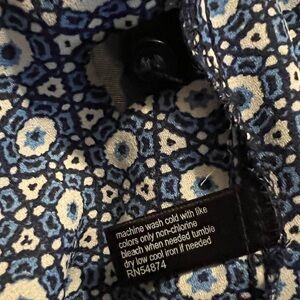 machine wash cold with like
colors only non-chlorine
bleach when needed tumble
dry low cool iron if needed
RN54874